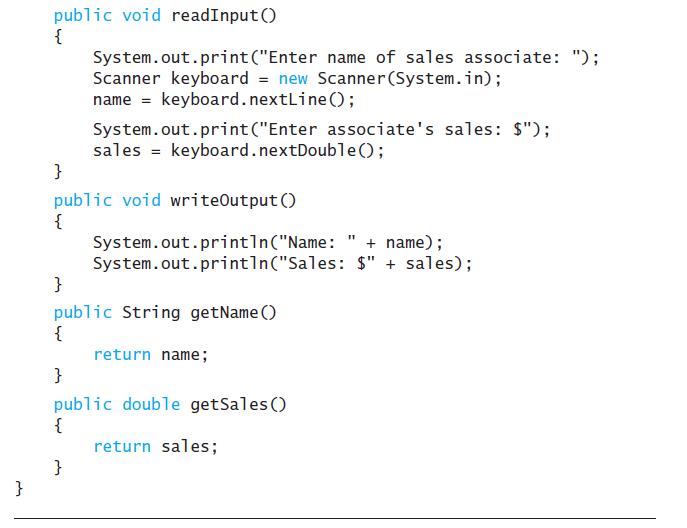 public void readInput()
{
System.out.print("Enter name of sales associate: ");
Scanner keyboard = new Scanner(System.in);
name = keyboard.nextLine();
System.out.print("Enter associate's sales: $");
sales = keyboard.nextDouble();
}
public void writeOutput()
{
System.out.println("Name: " + name);
System.out.println("Sales: $" + sales);
}
public String getName()
{
return name;
}
public double getSales()
{
return sales;
}
}